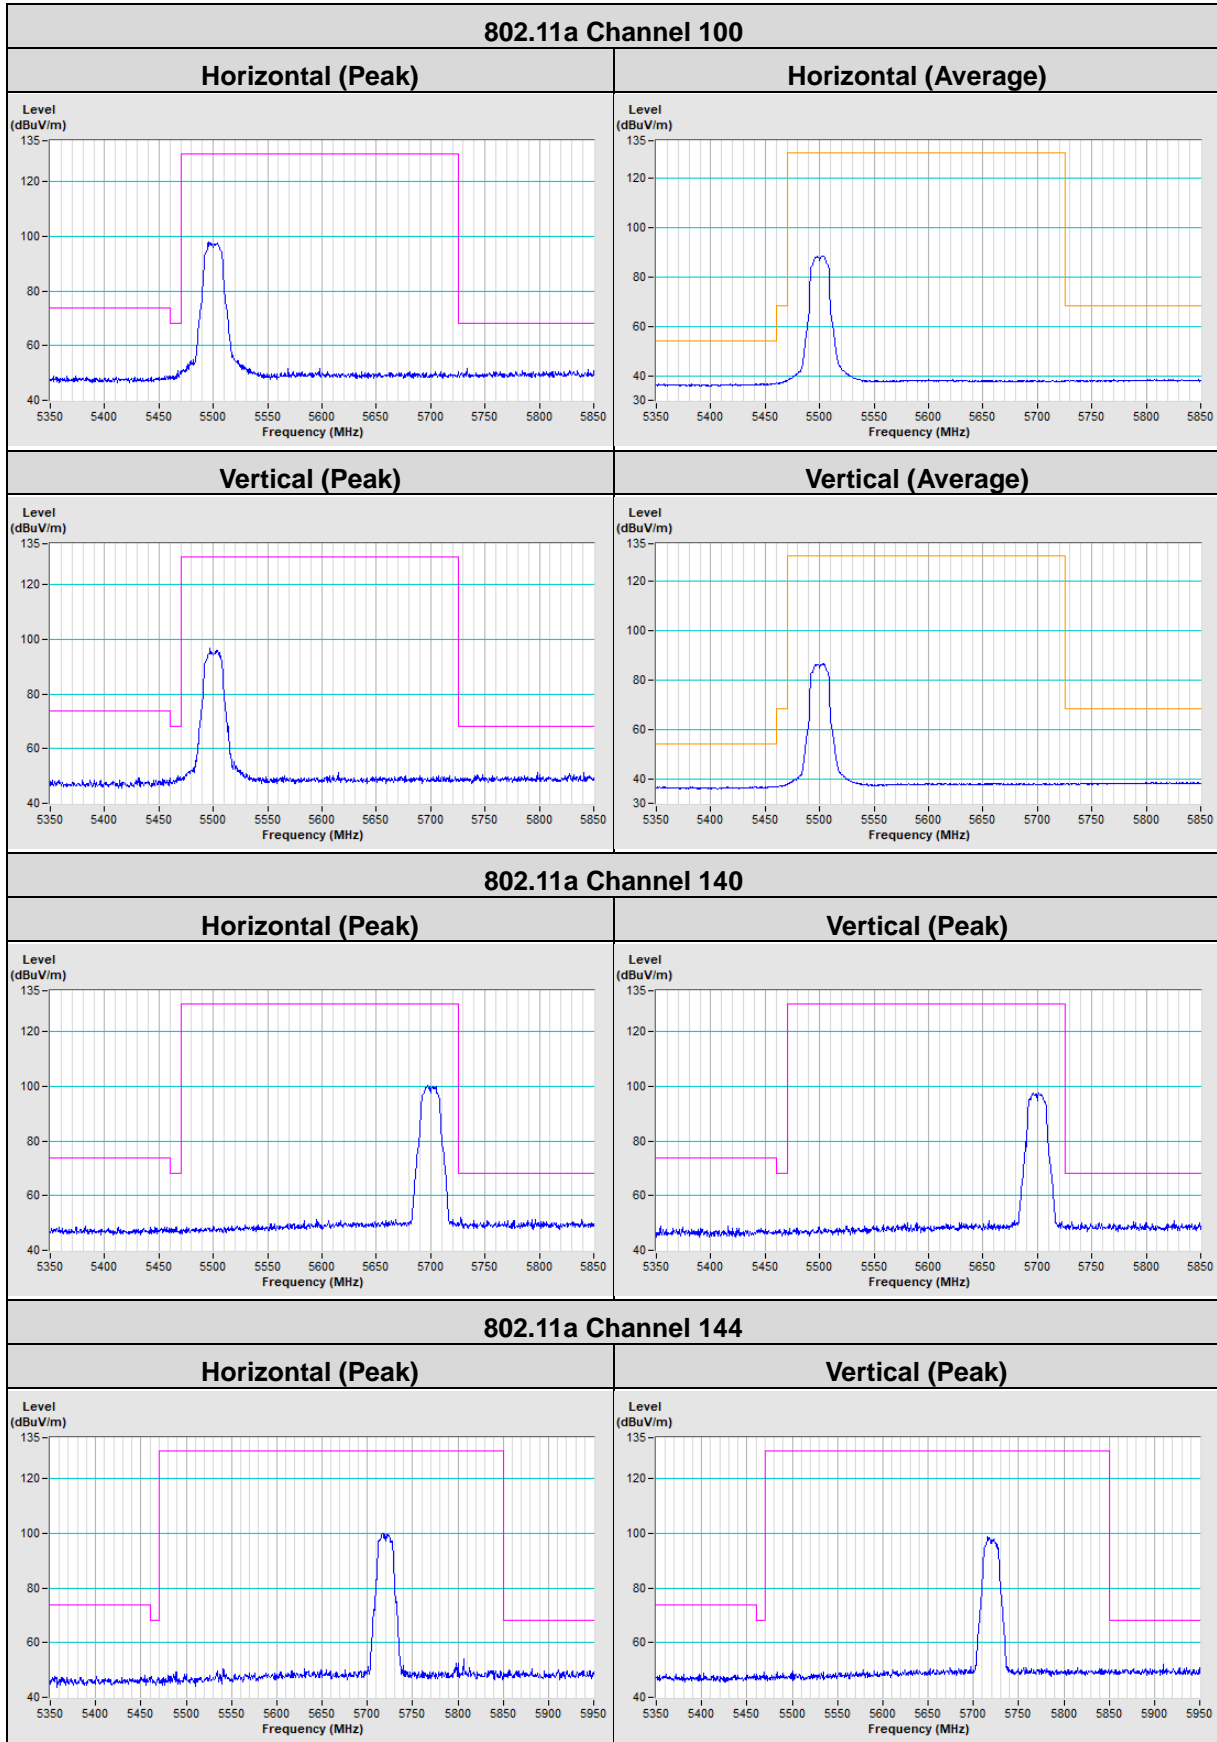 802.11a Channel 100
Horizontal (Peak)
Horizontal (Average)
Level
(dBuV/m)
135
120
100
80
60
40
5350 5400 5450 5500 5550 5600 5650 5700 5750 5800 5850
Frequency (MHz)
Level
(dBuV/m)
135
120
100
80
60
40
30
5350 5400 5450 5500 5550 5600 5650 5700 5750 5800 5850
Frequency (MHz)
Vertical (Peak)
Vertical (Average)
Level
(dBuV/m)
135
120
100
80
60
40
5350 5400 5450 5500 5550 5600 5650 5700 5750 5800 5850
Frequency (MHz)
Level
(dBuV/m)
135
120
100
80
60
40
30
5350 5400 5450 5500 5550 5600 5650 5700 5750 5800 5850
Frequency (MHz)
802.11a Channel 140
Horizontal (Peak)
Vertical (Peak)
Level
(dBuV/m)
135
120
100
80
60
40
5350 5400 5450 5500 5550 5600 5650 5700 5750 5800 5850
Frequency (MHz)
Level
(dBuV/m)
135
120
100
80
60
40
5350 5400 5450 5500 5550 5600 5650 5700 5750 5800 5850
Frequency (MHz)
802.11a Channel 144
Horizontal (Peak)
Vertical (Peak)
Level
(dBuV/m)
135
120
100
80
60
40
5350 5400 5450 5500 5550 5600 5650 5700 5750 5800 5850 5900 5950
Frequency (MHz)
Level
(dBuV/m)
135
120
100
80
60
40
5350 5400 5450 5500 5550 5600 5650 5700 5750 5800 5850 5900 5950
Frequency (MHz)